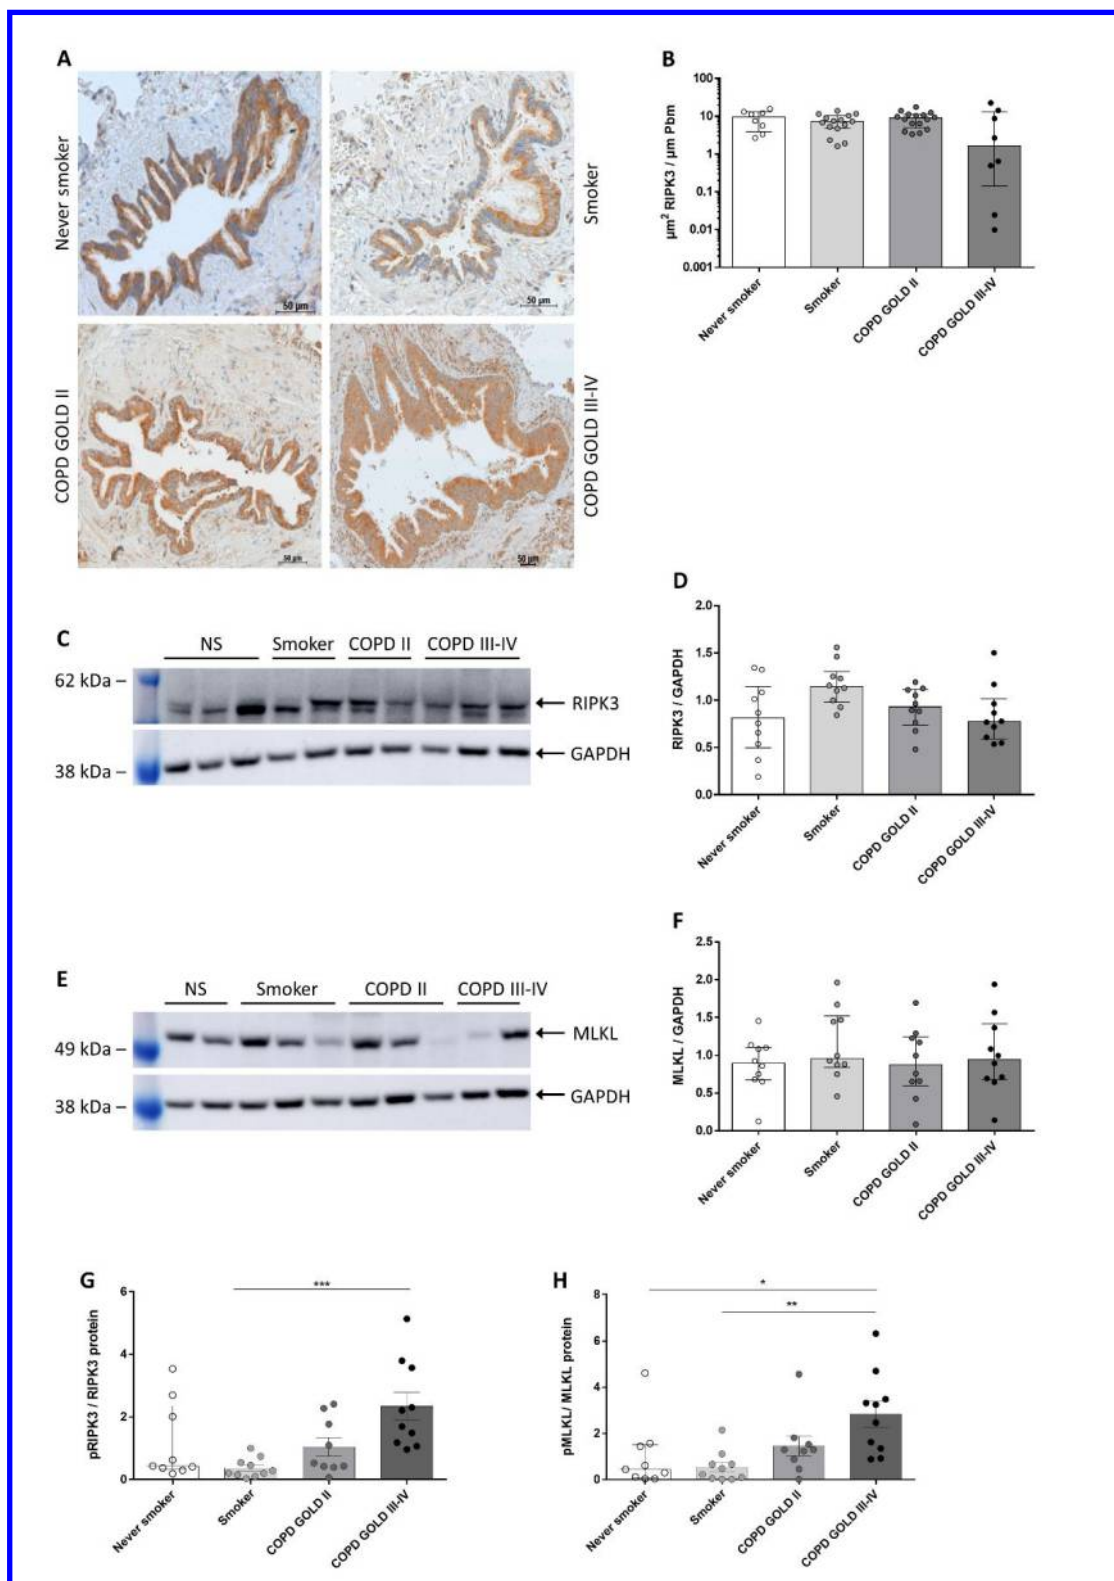 A
Never smoker
Smoker
50 µm
50 µm
COPD GOLD II
COPD GOLD III-IV
50 µm
50 µm
B
µm² RIPK3 / µm Pbm
100
10
1
0.1
0.01
0.001
Never smoker
Smoker
COPD GOLD II
COPD GOLD III-IV
C
NS Smoker COPD II COPD III-IV
62 kDa –
RIPK3
GAPDH
38 kDa –
D
RIPK3 / GAPDH
2.0
1.5
1.0
0.5
0.0
Never smoker
Smoker
COPD GOLD II
COPD GOLD III-IV
E
NS Smoker COPD II COPD III-IV
MLKL
49 kDa –
GAPDH
38 kDa –
F
MLKL / GAPDH
2.5
2.0
1.5
1.0
0.5
0.0
Never smoker
Smoker
COPD GOLD II
COPD GOLD III-IV
G
pRIPK3 / RIPK3 protein
6
4
2
0
***
Never smoker
Smoker
COPD GOLD II
COPD GOLD III-IV
H
pMLKL/ MLKL protein
8
6
4
2
0
*
**
Never smoker
Smoker
COPD GOLD II
COPD GOLD III-IV